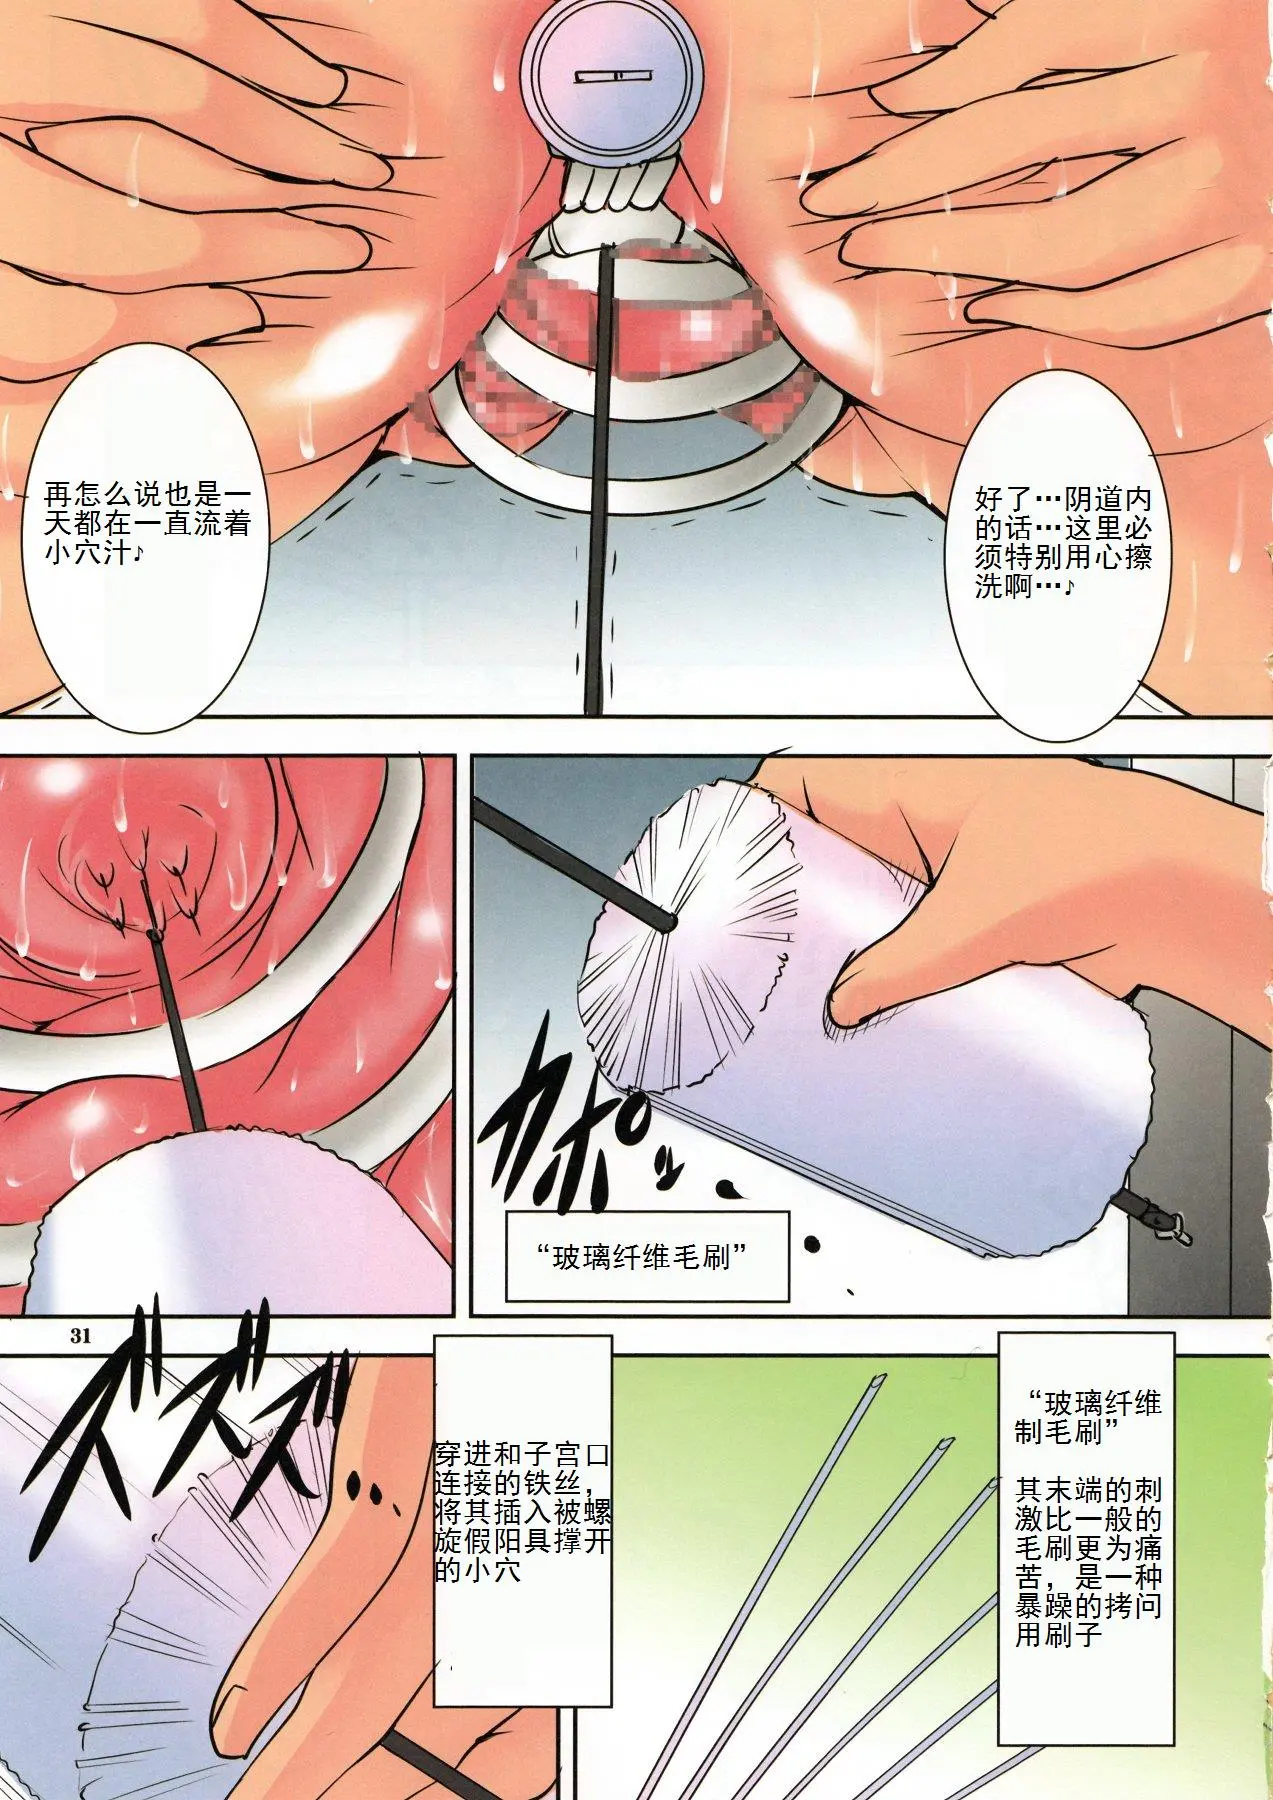 好了…阴道内
的话…这里必
须特别用心擦
洗啊…♪
再怎么说也是一
天都在一直流着
小穴汁♪
カポッ
“玻璃纤维毛刷”
31
“玻璃纤维
制毛刷”
其末端的刺
激比一般的
毛刷更为痛
苦，是一种
暴躁的拷问
用刷子
穿进和子宫口
连接的铁丝，
将其插入被螺
旋假阳具撑开
的小穴
ズズズ